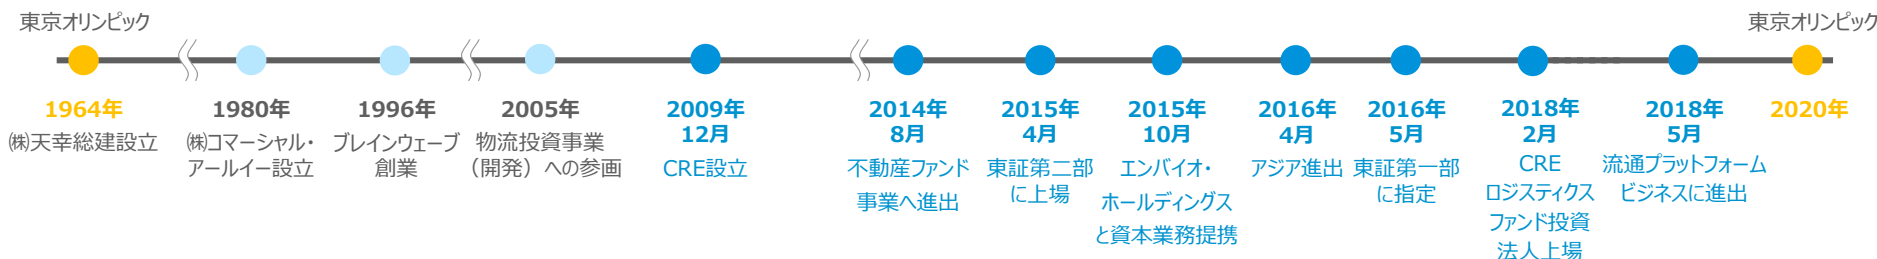 東京オリンピック
東京オリンピック
1964年
㈱天幸総建設立
1980年
㈱コマーシャル・
アールイー設立
1996年
ブレインウェーブ
創業
2005年
物流投資事業
(開発)への参画
2009年
12月
CRE設立
2014年
8月
不動産ファンド
事業へ進出
2015年
4月
東証第二部
に上場
2015年
10月
エンバイオ・
ホールディングス
と資本業務提携
2016年
4月
アジア進出
2016年
5月
東証第一部
に指定
2018年
2月
CRE
ロジスティクス
ファンド投資
法人上場
2018年
5月
流通プラットフォーム
ビジネスに進出
2020年